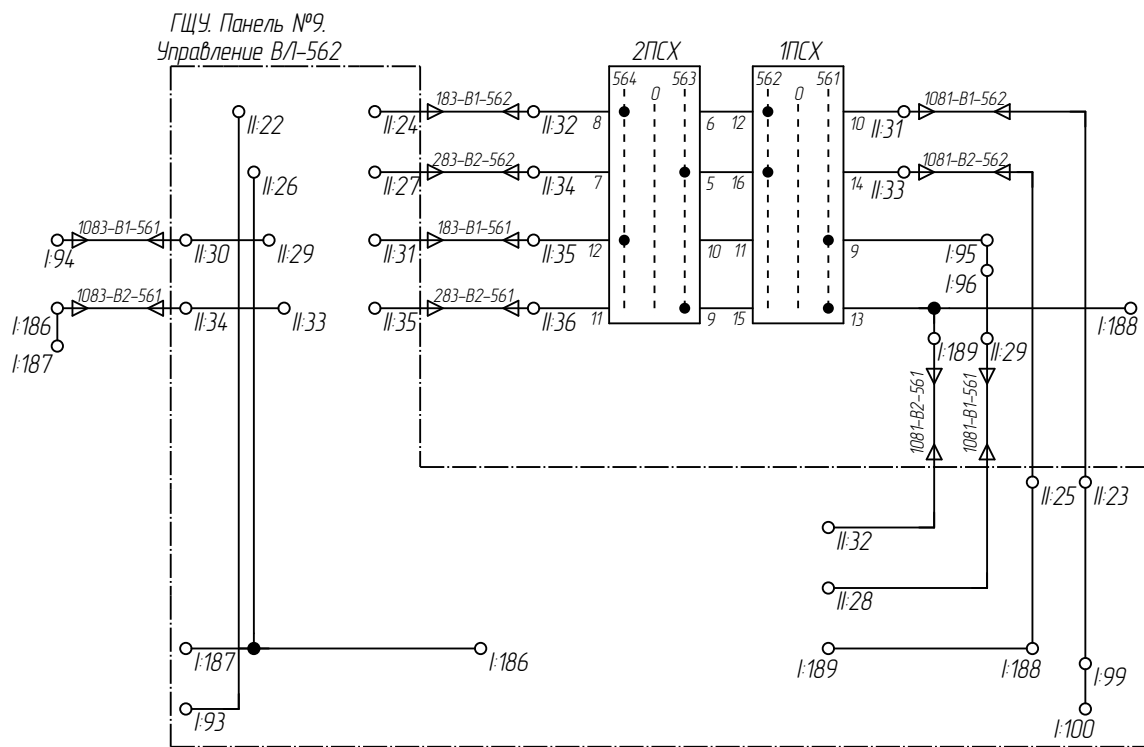 ГЩУ. Панель №9.
Управление ВЛ-562
2ПСХ
1ПСХ
564
0
563
562
0
561
II:22
II:24
183-В1-562
II:32
8
6
12
10
II:31
1081-В1-562
II:26
II:27
283-В2-562
II:34
7
5
16
14
II:33
1081-В2-562
I:94
1083-В1-561
II:30
II:29
II:31
183-В1-561
II:35
12
10
11
9
I:95
I:96
I:186
I:187
1083-В2-561
II:34
II:33
II:35
283-В2-561
II:36
11
9
15
13
I:188
I:189
II:29
1081-В2-561
1081-В1-561
II:25
II:23
II:32
II:28
I:187
I:186
I:189
I:188
I:99
I:93
I:100